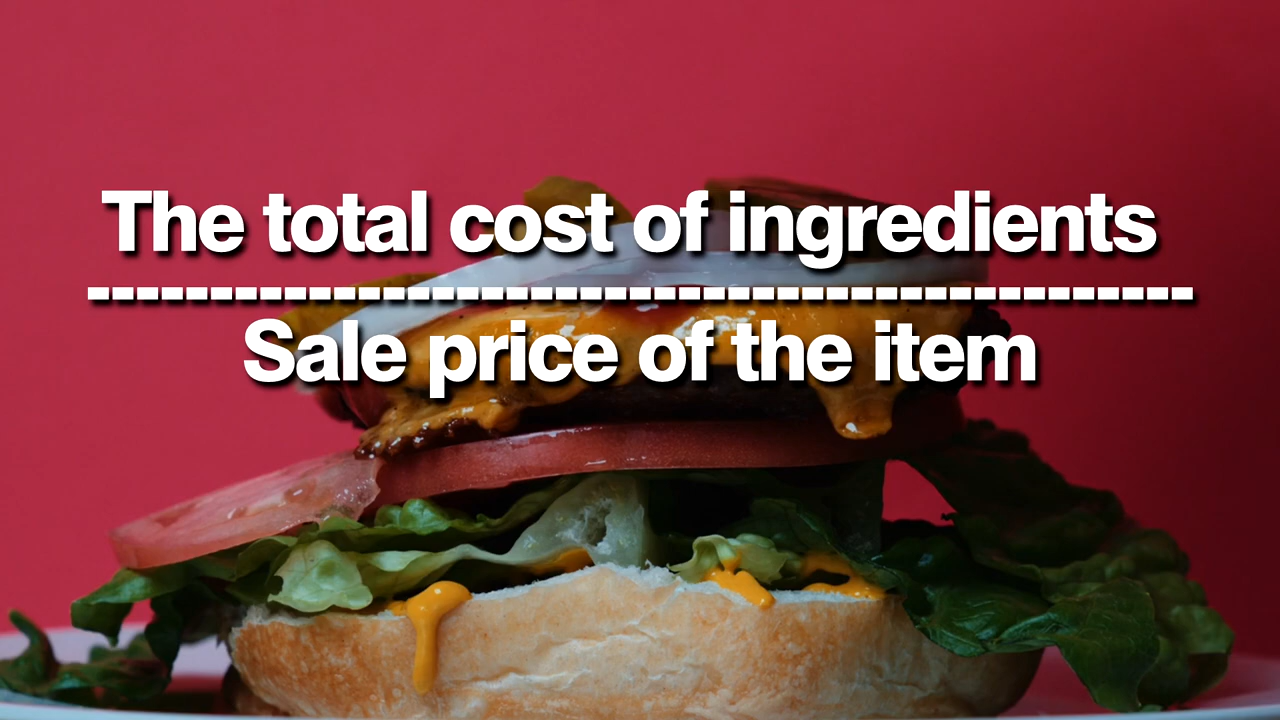 The total cost of ingredients
---------------------------------------------
Sale price of the item